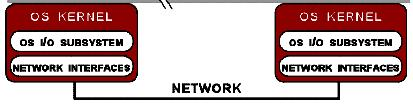 OS KERNEL
OS I/O SUBSYSTEM
NETWORK INTERFACES
OS KERNEL
OS I/O SUBSYSTEM
NETWORK INTERFACES
NETWORK